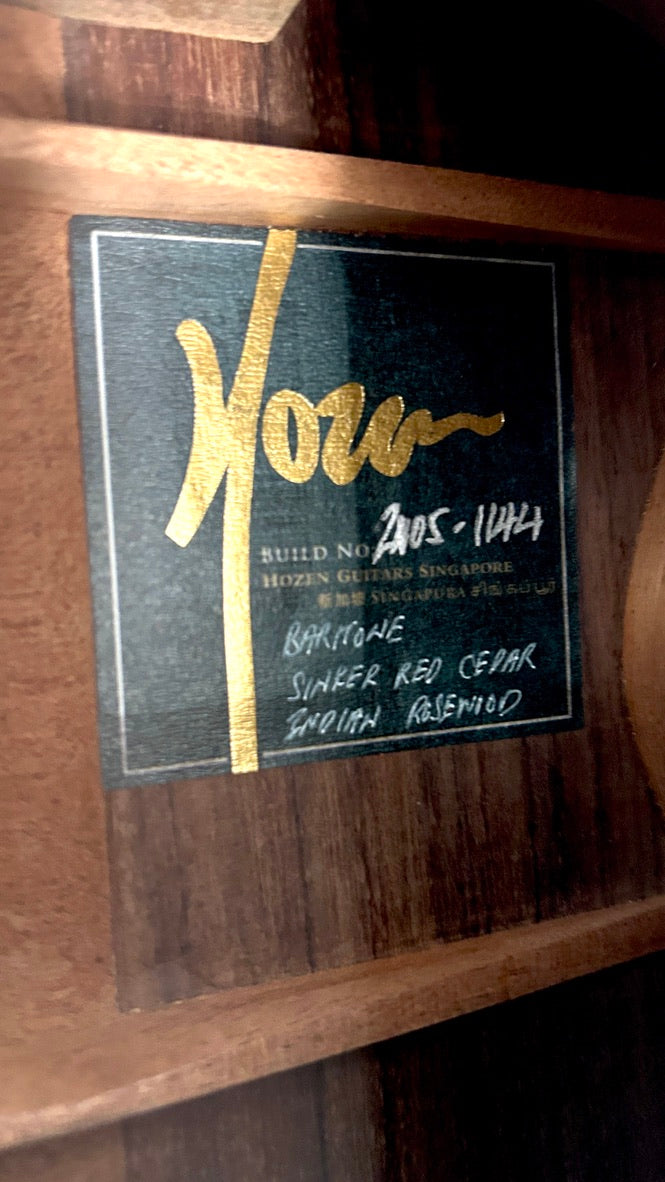 Hozen
BUILD NO. 2105-1144
HOZEN GUITARS SINGAPORE
新加坡 SINGAPURA சிங்கப்பூர்
BARITONE
SINKER RED CEDAR
INDIAN ROSEWOOD